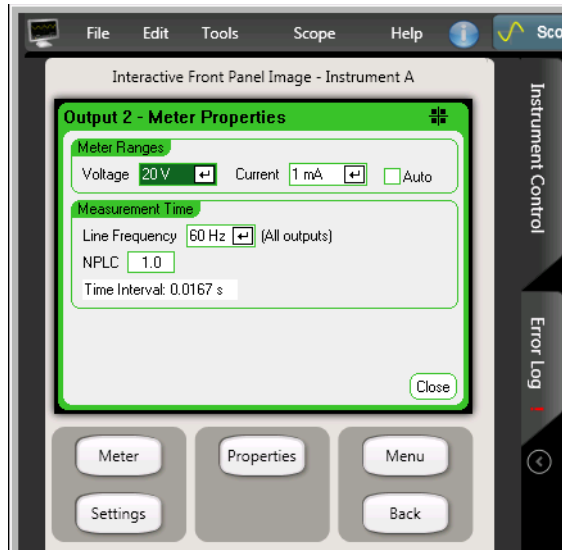 File Edit Tools Scope Help i Sco
Interactive Front Panel Image - Instrument A
Output 2 - Meter Properties
Meter Ranges
Voltage 20 V Current 1 mA Auto
Measurement Time
Line Frequency 60 Hz (All outputs)
NPLC 1.0
Time Interval: 0.0167 s
Close
Meter Properties Menu
Settings Back
Instrument Control
Error Log !